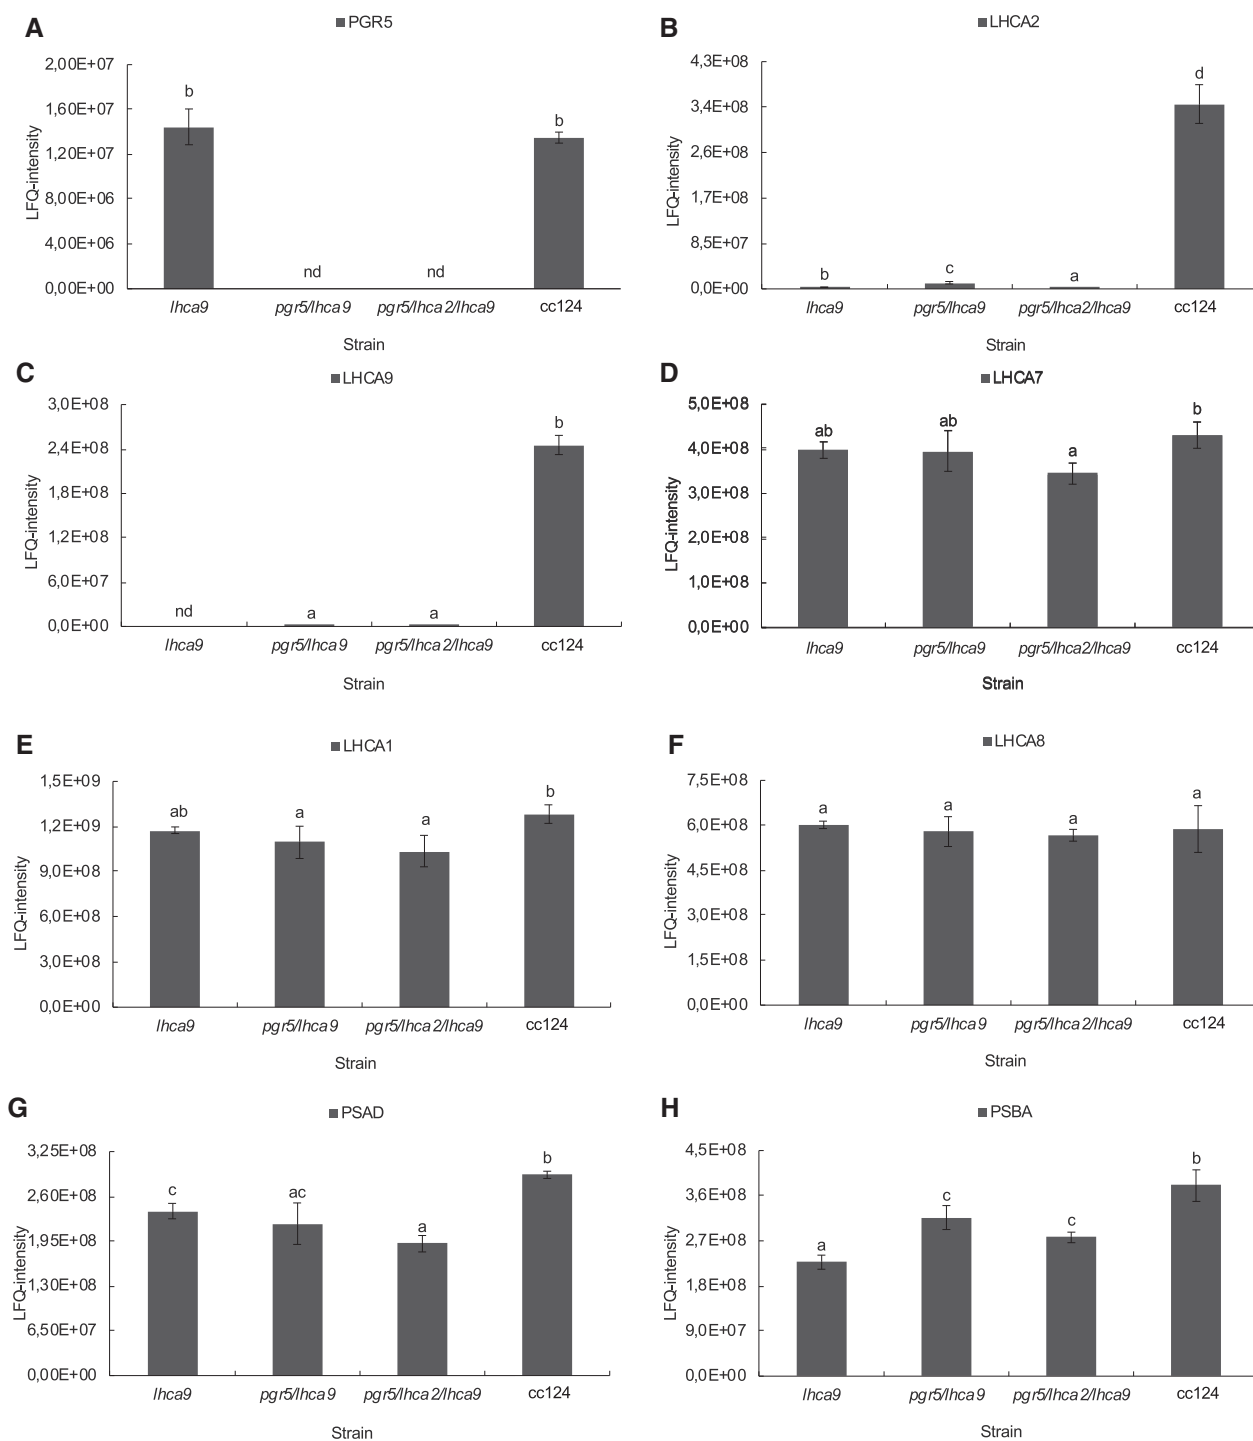 A
PGR5
2,00E+07
1,60E+07
1,20E+07
8,00E+06
4,00E+06
0,00E+00
LFQ-intensity
b
nd
nd
b
lhca9
pgr5/lhca9
pgr5/lhca2/lhca9
cc124
Strain
B
LHCA2
4,3E+08
3,4E+08
2,6E+08
1,7E+08
8,5E+07
0,0E+00
LFQ-intensity
b
c
a
d
lhca9
pgr5/lhca9
pgr5/lhca2/lhca9
cc124
Strain
C
LHCA9
3,0E+08
2,4E+08
1,8E+08
1,2E+08
6,0E+07
0,0E+00
LFQ-intensity
nd
a
a
b
lhca9
pgr5/lhca9
pgr5/lhca2/lhca9
cc124
Strain
D
LHCA7
5,0E+08
4,0E+08
3,0E+08
2,0E+08
1,0E+08
0,0E+00
LFQ-intensity
ab
ab
a
b
lhca9
pgr5/lhca9
pgr5/lhca2/lhca9
cc124
Strain
E
LHCA1
1,5E+09
1,2E+09
9,0E+08
6,0E+08
3,0E+08
0,0E+00
LFQ-intensity
ab
a
a
b
lhca9
pgr5/lhca9
pgr5/lhca2/lhca9
cc124
Strain
F
LHCA8
7,5E+08
6,0E+08
4,5E+08
3,0E+08
1,5E+08
0,0E+00
LFQ-intensity
a
a
a
a
lhca9
pgr5/lhca9
pgr5/lhca2/lhca9
cc124
Strain
G
PSAD
3,25E+08
2,60E+08
1,95E+08
1,30E+08
6,50E+07
0,00E+00
LFQ-intensity
c
ac
a
b
lhca9
pgr5/lhca9
pgr5/lhca2/lhca9
cc124
Strain
H
PSBA
4,5E+08
3,6E+08
2,7E+08
1,8E+08
9,0E+07
0,0E+00
LFQ-intensity
a
c
c
b
lhca9
pgr5/lhca9
pgr5/lhca2/lhca9
cc124
Strain